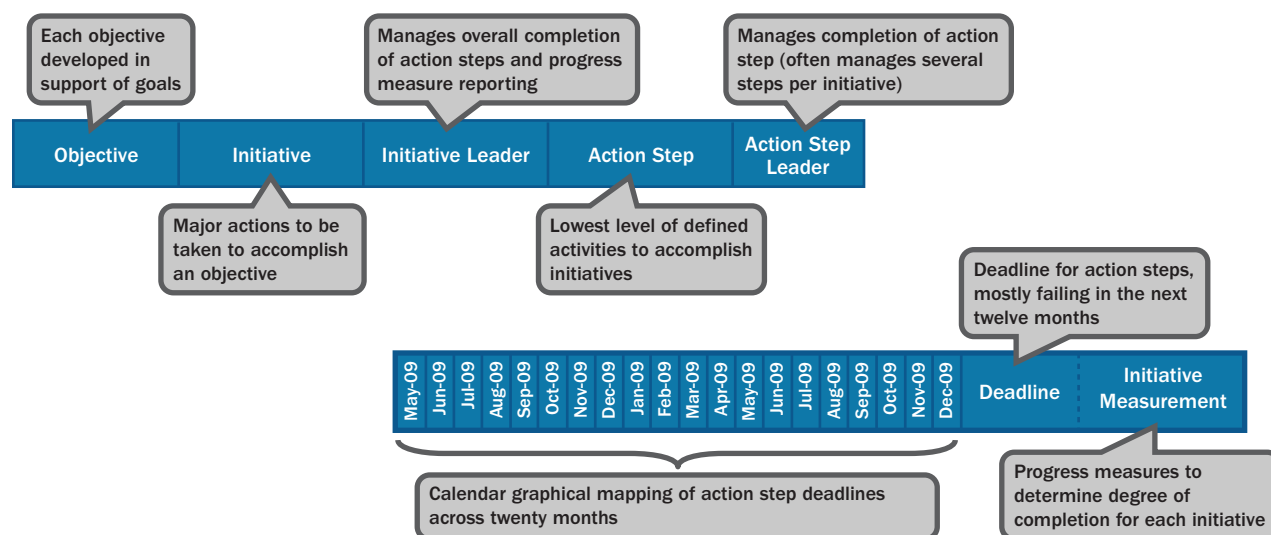 Each objective
developed in
support of goals
Manages overall completion
of action steps and progress
measure reporting
Manages completion of action
step (often manages several
steps per initiative)
Objective
Initiative
Initiative Leader
Action Step
Action Step
Leader
Major actions to be
taken to accomplish
an objective
Lowest level of defined
activities to accomplish
initiatives
Deadline for action steps,
mostly failing in the next
twelve months
May-09
Jun-09
Jul-09
Aug-09
Sep-09
Oct-09
Nov-09
Dec-09
Jan-09
Feb-09
Mar-09
Apr-09
May-09
Jun-09
Jul-09
Aug-09
Sep-09
Oct-09
Nov-09
Dec-09
Deadline
Initiative
Measurement
Calendar graphical mapping of action step deadlines
across twenty months
Progress measures to
determine degree of
completion for each initiative